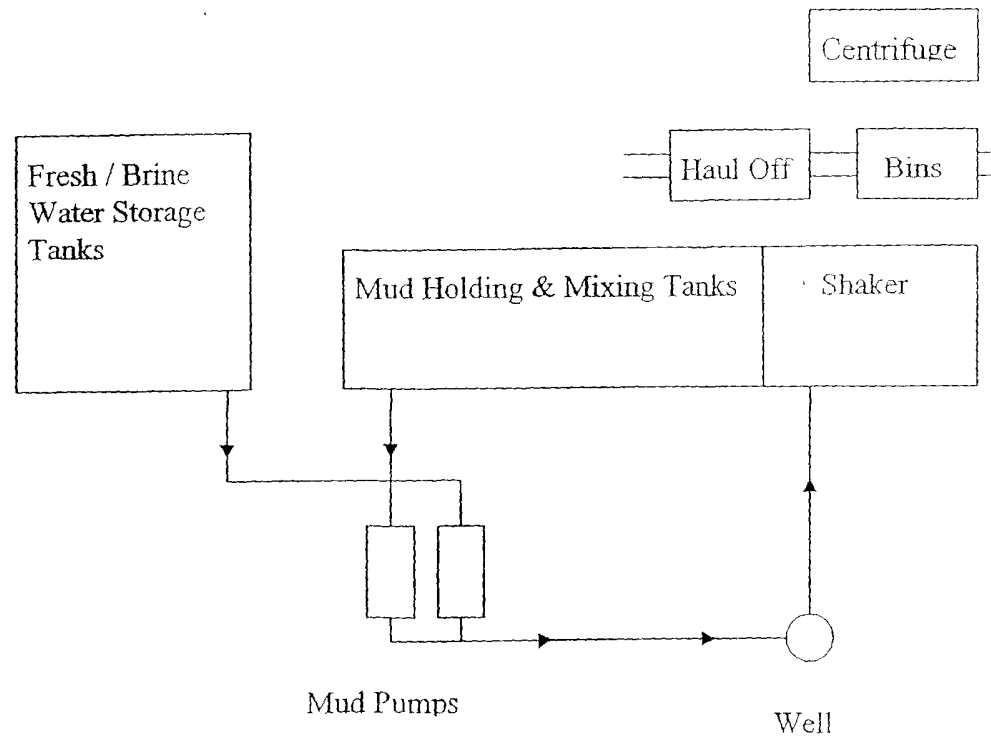 Centrifuge
Fresh / Brine
Water Storage
Tanks
Haul Off
Bins
Mud Holding & Mixing Tanks
Shaker
Mud Pumps
Well